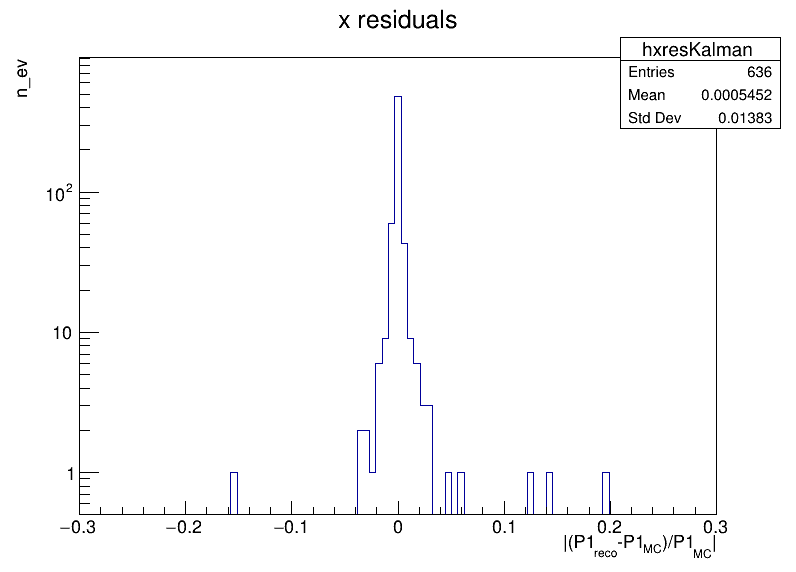 x residuals
hxresKalman
Entries 636
Mean 0.0005452
Std Dev 0.01383
n_ev
10²
10
1
−0.3 −0.2 −0.1 0 0.1 0.2 0.3
|(P1reco-P1MC)/P1MC|